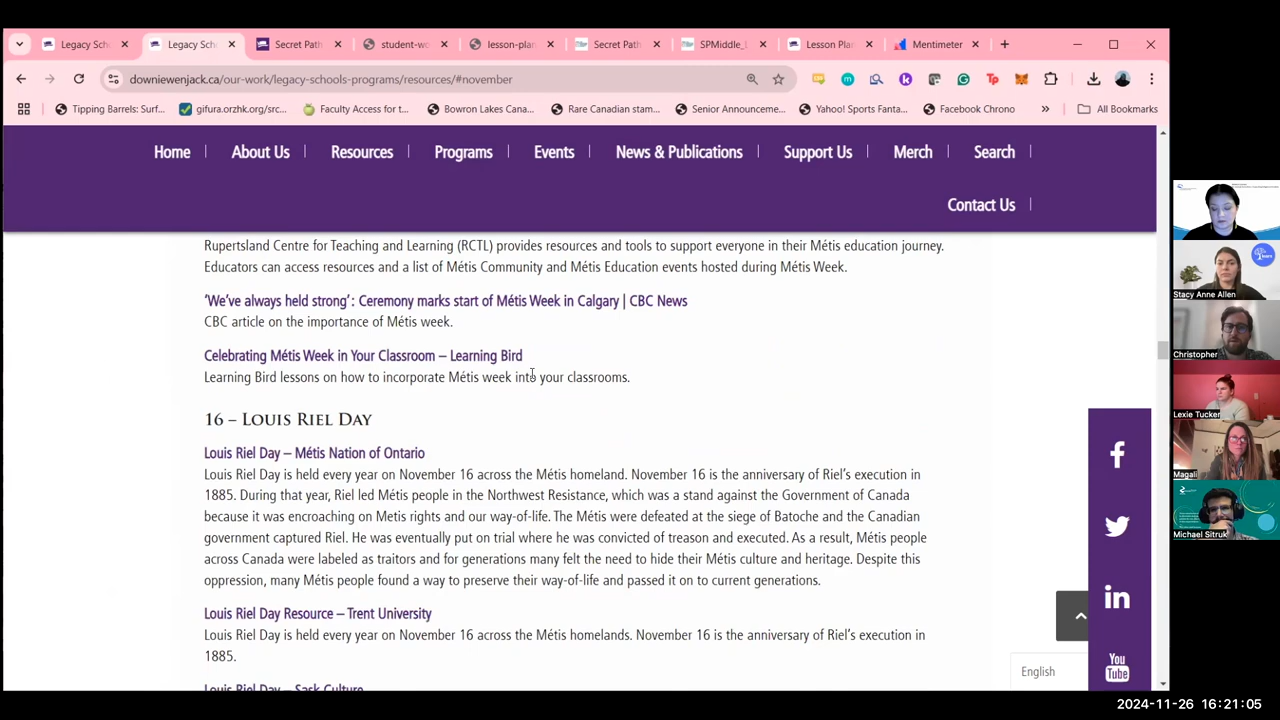 Legacy Sch
Legacy Sch
Secret Path
student-wo
lesson-plan
Secret Path
SPMiddle_L
Lesson Plan
Mentimeter
downiewenjack.ca/our-work/legacy-schools-programs/resources/#november
Tipping Barrels: Surf...
gifura.orzhk.org/src...
Faculty Access for t...
Bowron Lakes Cana...
Rare Canadian stam...
Senior Announceme...
Yahoo! Sports Fanta...
Facebook Chrono
»
All Bookmarks
Home | About Us | Resources | Programs | Events | News & Publications | Support Us | Merch | Search |
Contact Us |
Rupertsland Centre for Teaching and Learning (RCTL) provides resources and tools to support everyone in their Métis education journey.
Educators can access resources and a list of Métis Community and Métis Education events hosted during Métis Week.
'We've always held strong': Ceremony marks start of Métis Week in Calgary | CBC News
CBC article on the importance of Métis week.
Celebrating Métis Week in Your Classroom – Learning Bird
Learning Bird lessons on how to incorporate Métis week into your classrooms.
16 – Louis Riel Day
Louis Riel Day – Métis Nation of Ontario
Louis Riel Day is held every year on November 16 across the Métis homeland. November 16 is the anniversary of Riel's execution in
1885. During that year, Riel led Métis people in the Northwest Resistance, which was a stand against the Government of Canada
because it was encroaching on Metis rights and our way-of-life. The Métis were defeated at the siege of Batoche and the Canadian
government captured Riel. He was eventually put on trial where he was convicted of treason and executed. As a result, Métis people
across Canada were labeled as traitors and for generations many felt the need to hide their Métis culture and heritage. Despite this
oppression, many Métis people found a way to preserve their way-of-life and passed it on to current generations.
Louis Riel Day Resource – Trent University
Louis Riel Day is held every year on November 16 across the Métis homelands. November 16 is the anniversary of Riel's execution in
1885.
Louis Riel Day – Sask Culture
English
You
Tube
Stacy Anne Allen
Christopher
Lexie Tucker
Magali
Michael Sitruk
2024-11-26 16:21:05